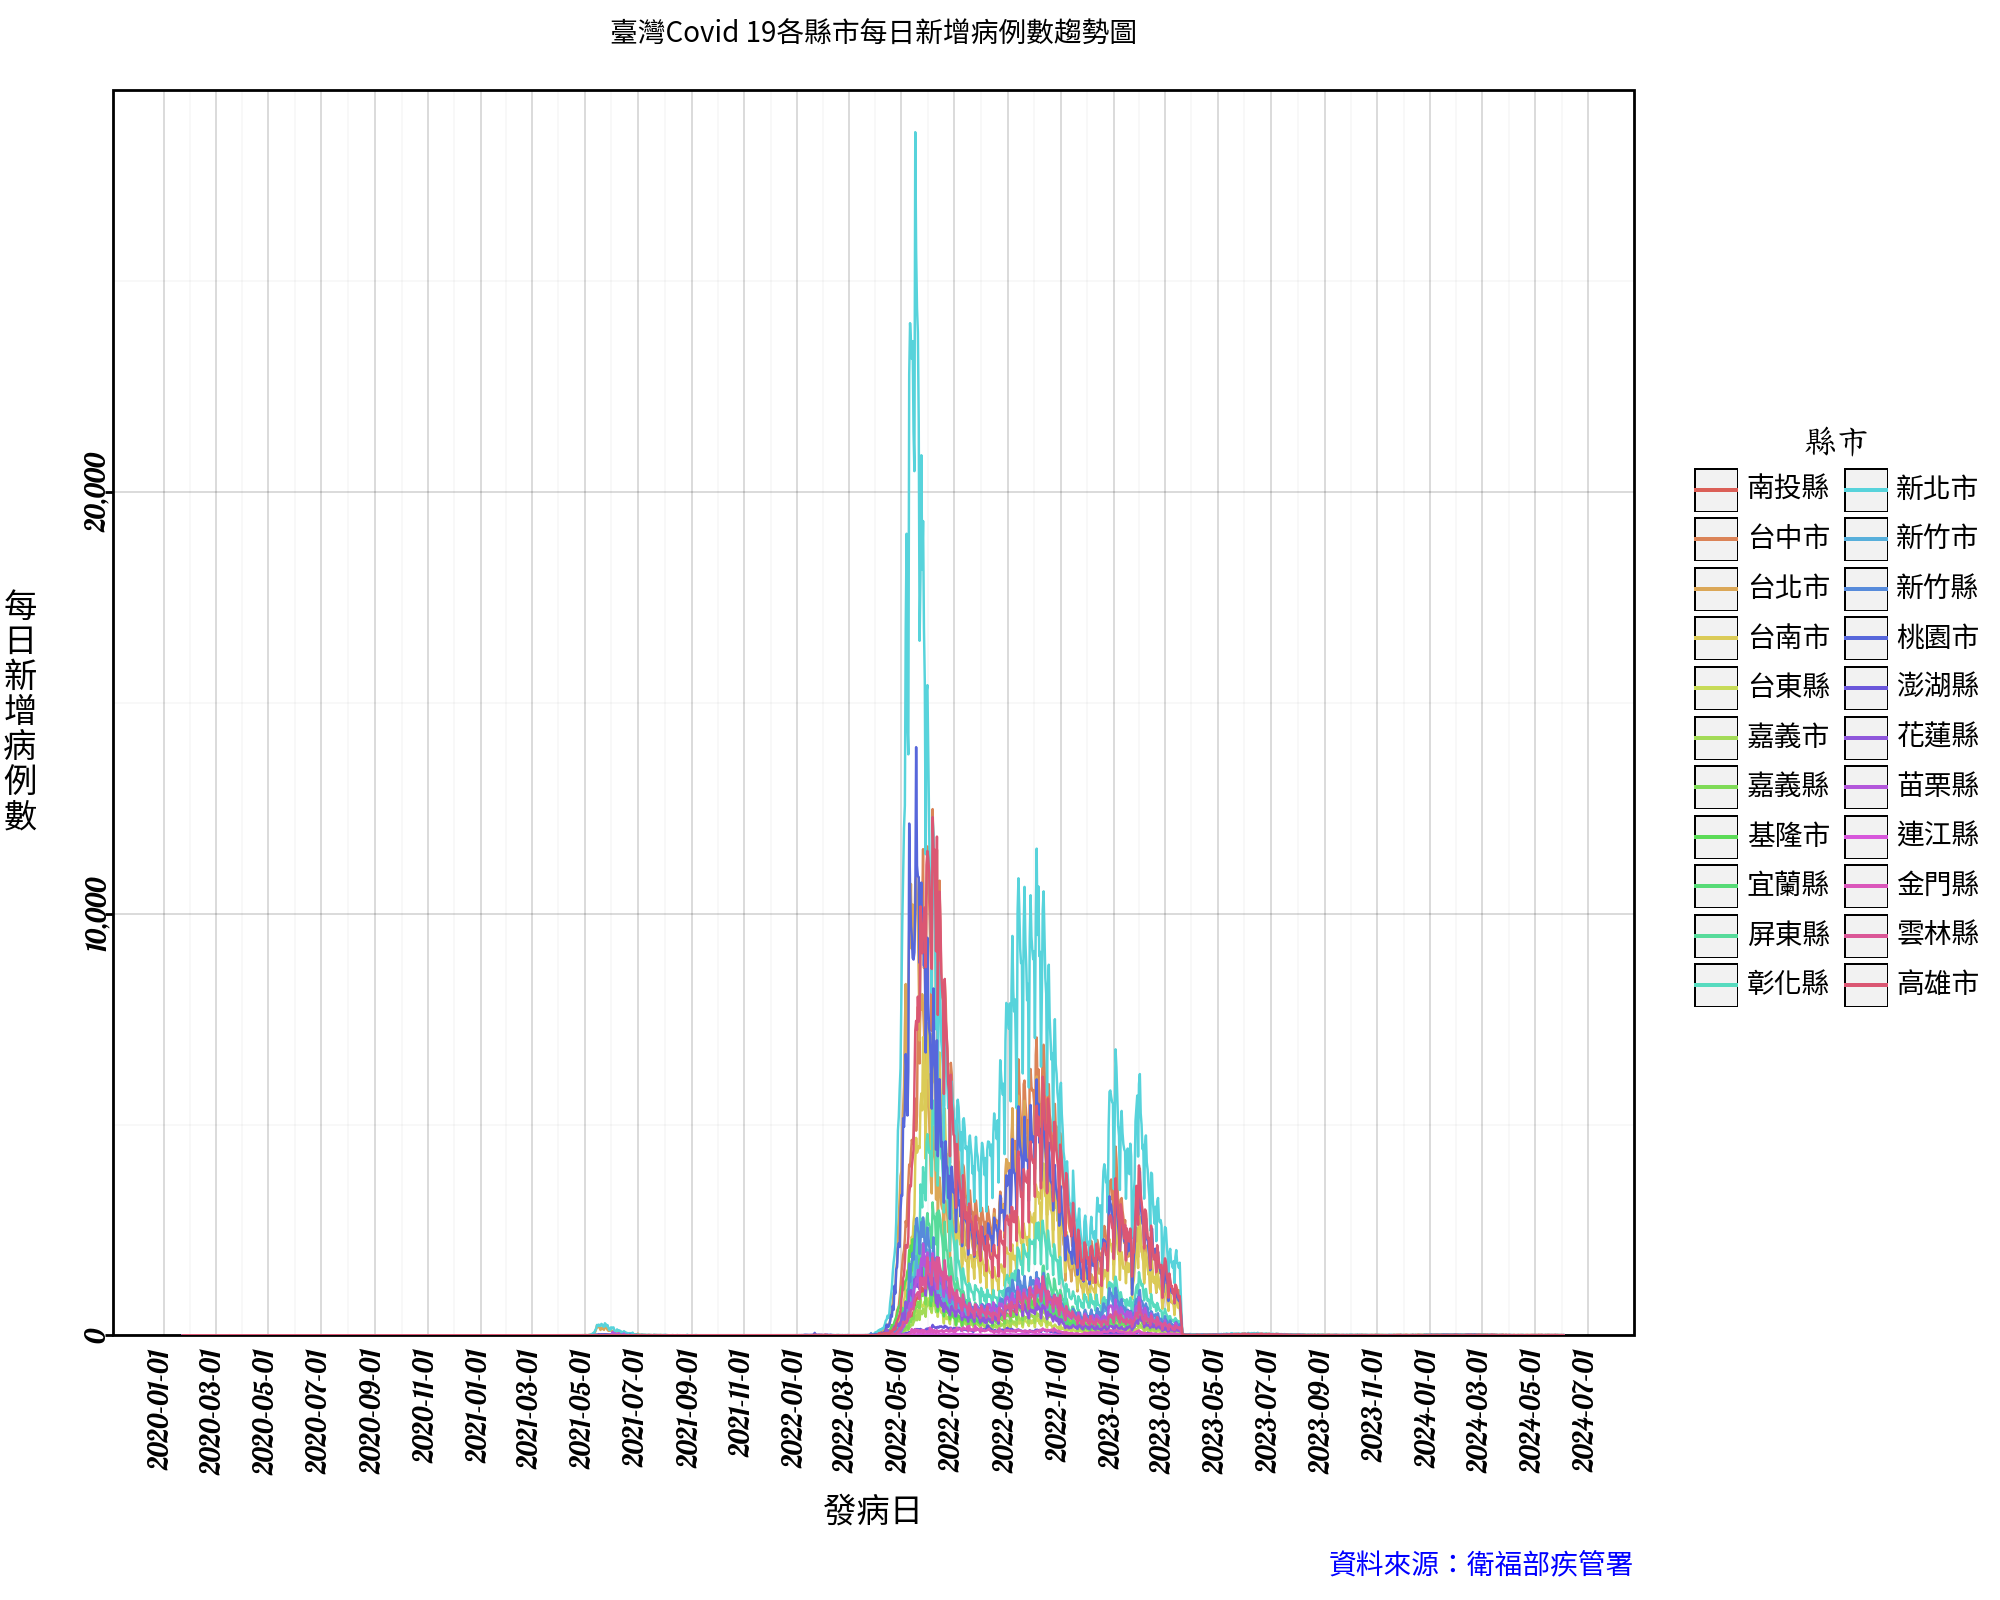 臺灣Covid 19各縣市每日新增病例數趨勢圖
每日新增病例數
20,000
10,000
0
2020-01-01
2020-03-01
2020-05-01
2020-07-01
2020-09-01
2020-11-01
2021-01-01
2021-03-01
2021-05-01
2021-07-01
2021-09-01
2021-11-01
2022-01-01
2022-03-01
2022-05-01
2022-07-01
2022-09-01
2022-11-01
2023-01-01
2023-03-01
2023-05-01
2023-07-01
2023-09-01
2023-11-01
2024-01-01
2024-03-01
2024-05-01
2024-07-01
發病日
縣市
南投縣
台中市
台北市
台南市
台東縣
嘉義市
嘉義縣
基隆市
宜蘭縣
屏東縣
彰化縣
新北市
新竹市
新竹縣
桃園市
澎湖縣
花蓮縣
苗栗縣
連江縣
金門縣
雲林縣
高雄市
資料來源：衛福部疾管署